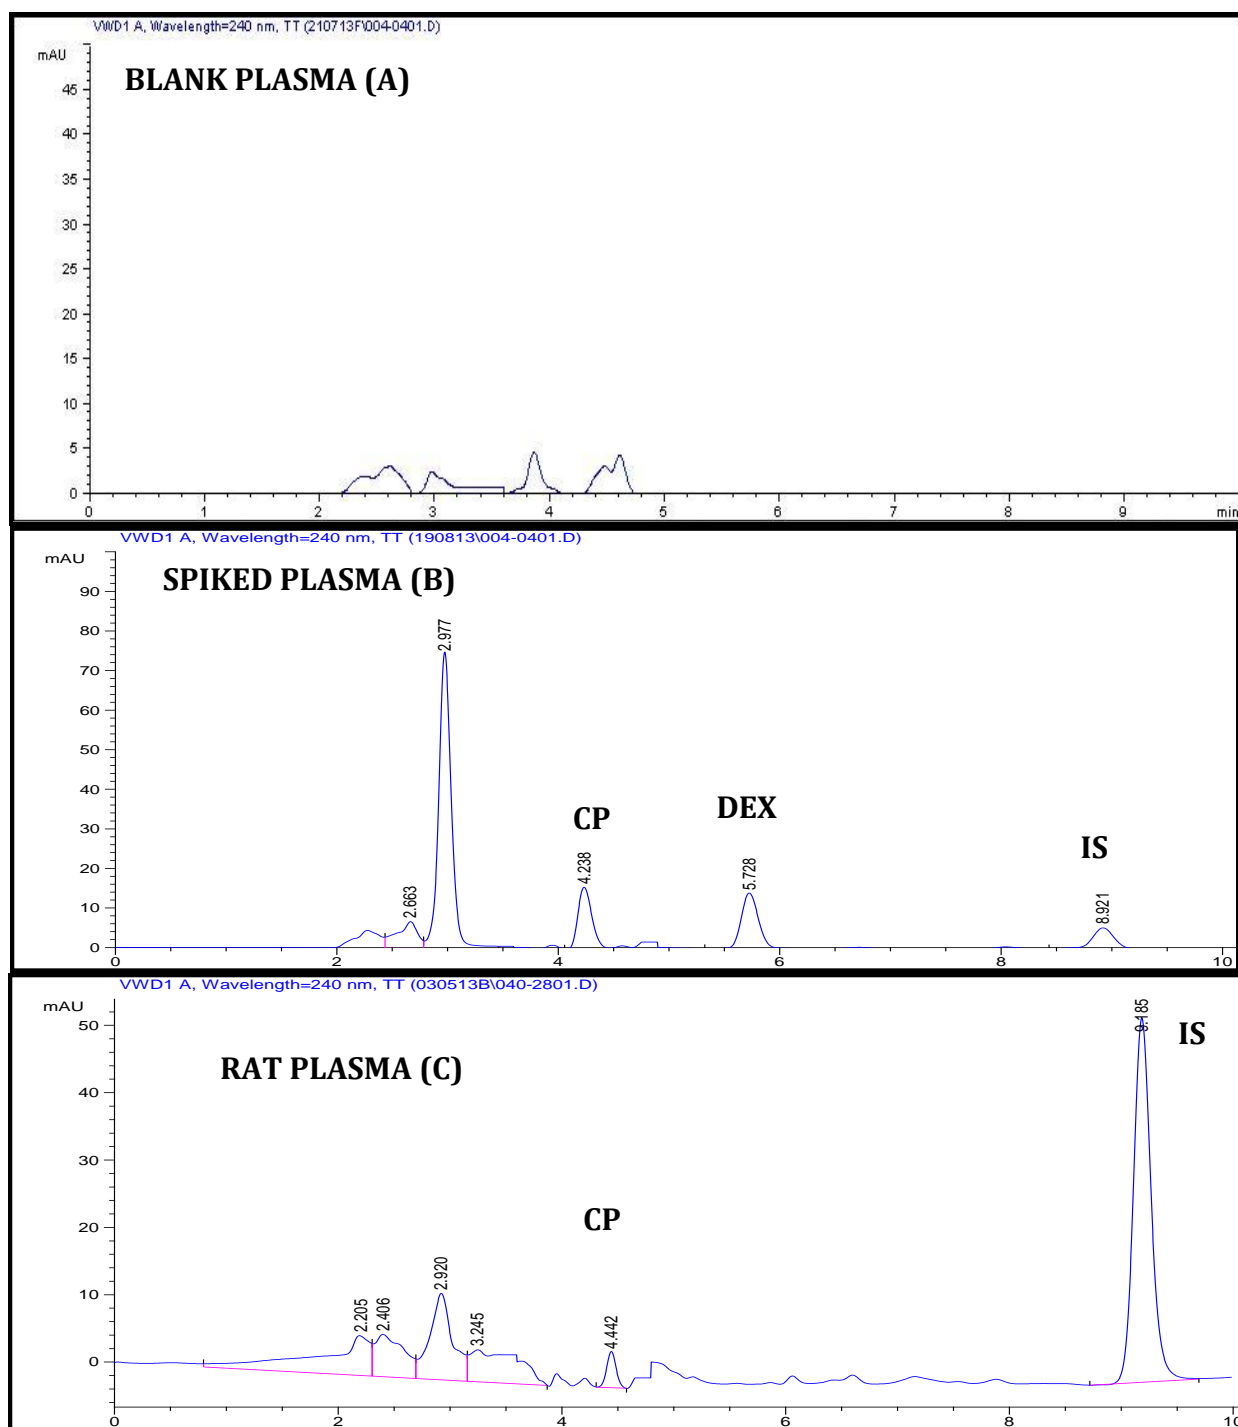 VWD1 A, Wavelength=240 nm, TT (210713F\004-0401.D)
mAU
BLANK PLASMA (A)
45
40
35
30
25
20
15
10
5
0
0 1 2 3 4 5 6 7 8 9 min
VWD1 A, Wavelength=240 nm, TT (190813\004-0401.D)
mAU
SPIKED PLASMA (B)
90
80
70
60
50
40
30
20
10
0
2.663
2.977
CP
4.238
DEX
5.728
IS
8.921
0 2 4 6 8 10
VWD1 A, Wavelength=240 nm, TT (030513B\040-2801.D)
mAU
RAT PLASMA (C)
50
40
30
20
10
0
2.205
2.406
2.920
3.245
CP
4.442
9.185
IS
0 2 4 6 8 10